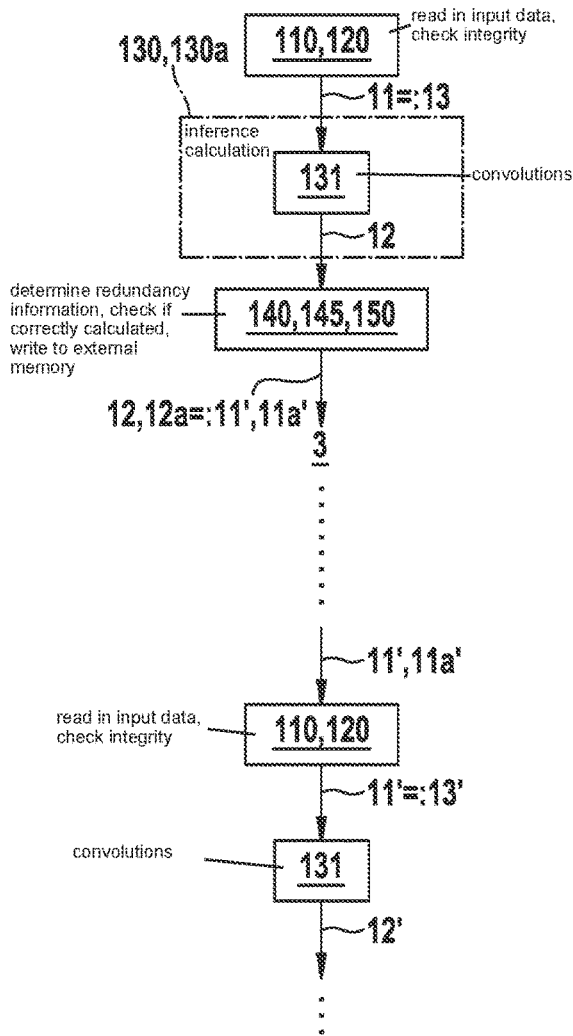 110,120
read in input data,
check integrity
130,130a
11=:13
inference
calculation
131
convolutions
12
determine redundancy
information, check if
correctly calculated,
write to external
memory
140,145,150
12,12a=:11',11a'
3
11',11a'
read in input data,
check integrity
110,120
11'=:13'
convolutions
131
12'